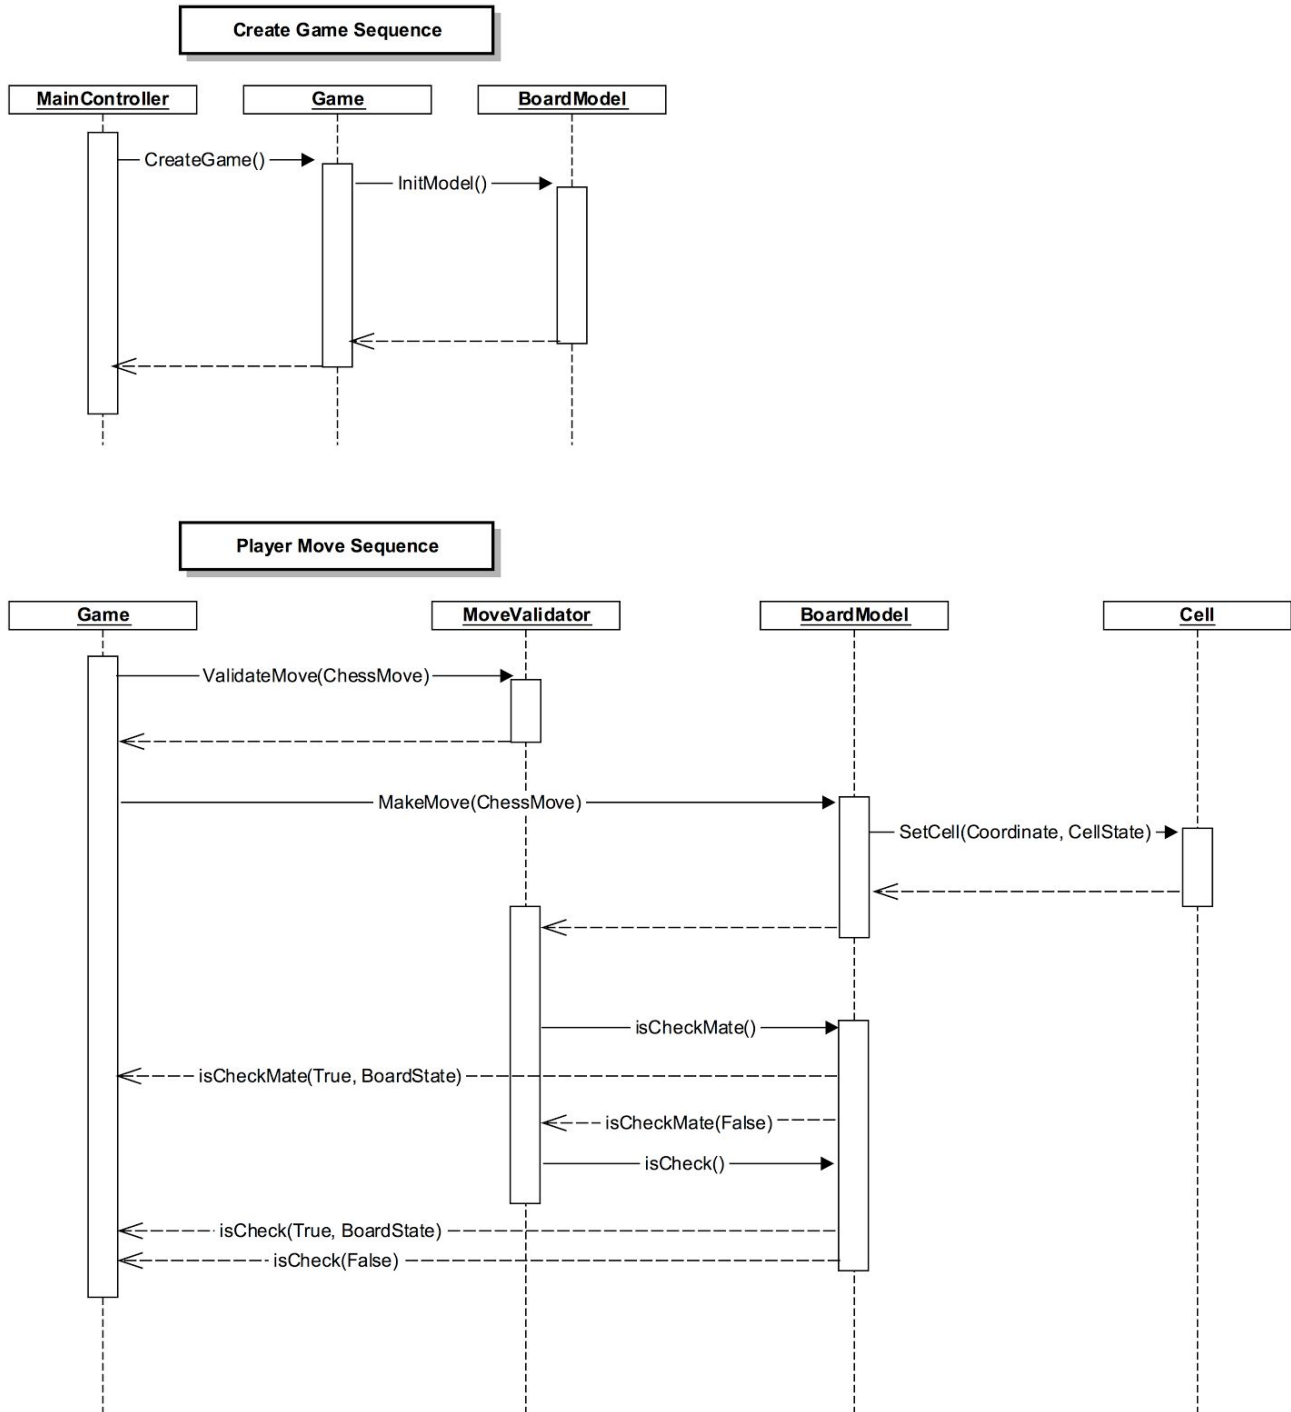 Create Game Sequence
MainController
Game
BoardModel
CreateGame()
InitModel()
Player Move Sequence
Game
MoveValidator
BoardModel
Cell
ValidateMove(ChessMove)
MakeMove(ChessMove)
SetCell(Coordinate, CellState)
isCheckMate()
isCheckMate(True, BoardState)
isCheckMate(False)
isCheck()
isCheck(True, BoardState)
isCheck(False)